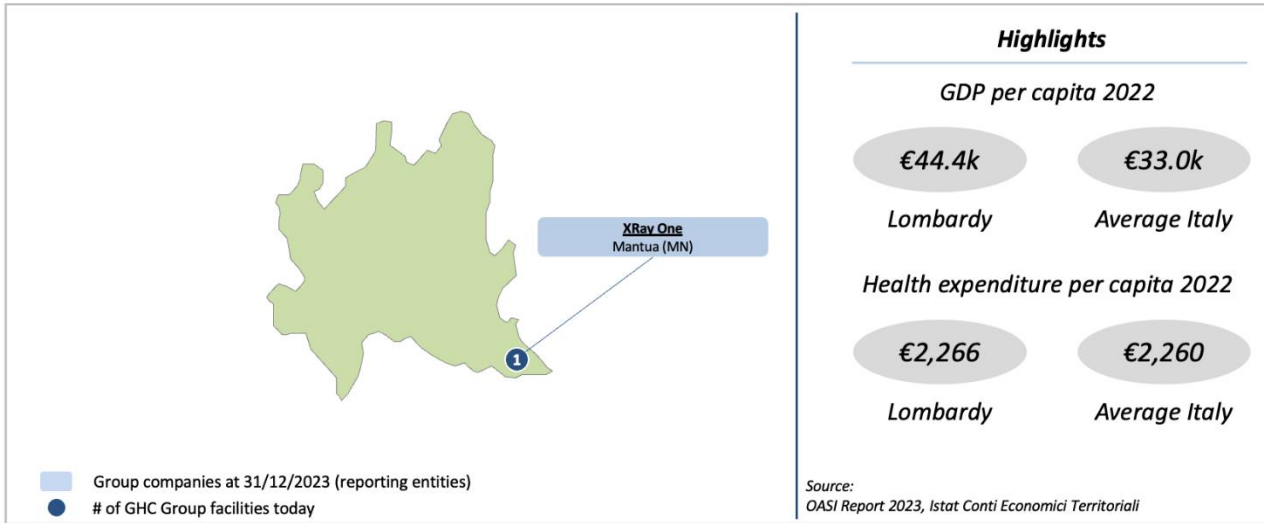 XRay One
Mantua (MN)
1
Group companies at 31/12/2023 (reporting entities)
# of GHC Group facilities today
Highlights
GDP per capita 2022
€44.4k €33.0k
Lombardy Average Italy
Health expenditure per capita 2022
€2,266 €2,260
Lombardy Average Italy
Source:
OASI Report 2023, Istat Conti Economici Territoriali